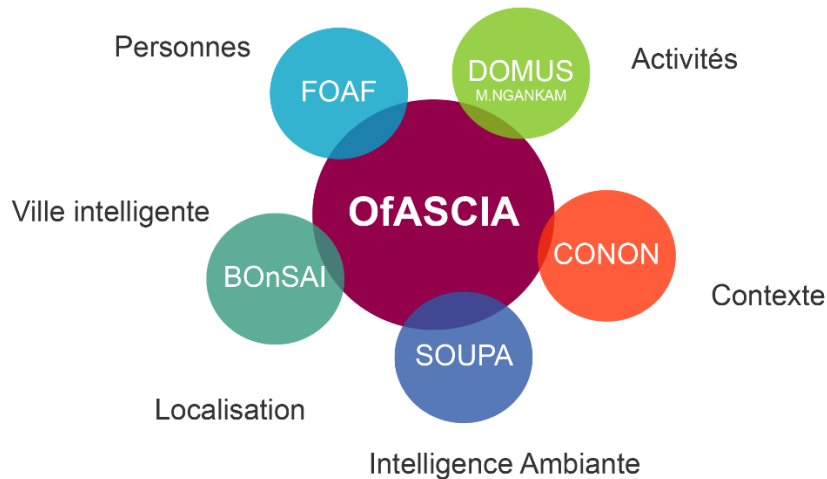 Personnes
FOAF
DOMUS
M.NGANKAM
Activités
OfASCIA
Ville intelligente
BOnSAI
CONON
Contexte
SOUPA
Localisation
Intelligence Ambiante